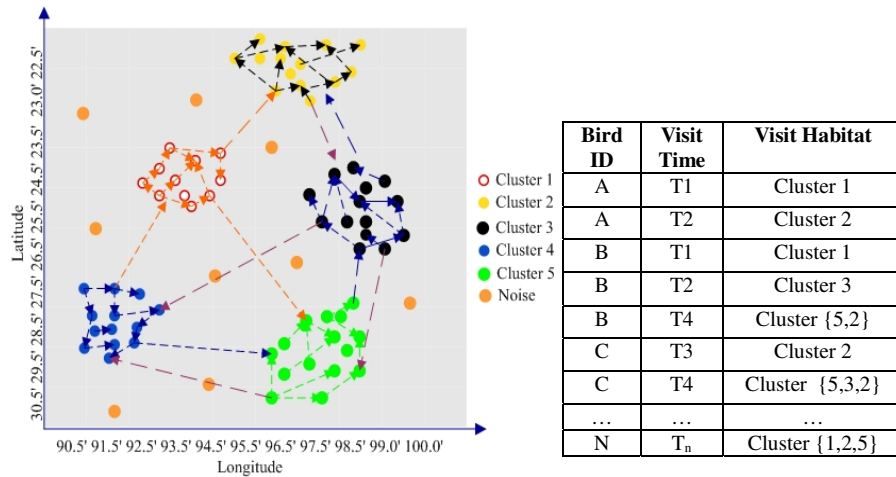 22.5'
23.0'
23.5'
24.5'
25.5'
26.5'
27.5'
28.5'
29.5'
30.5'
Latitude
90.5' 91.5' 92.5' 93.5' 94.5' 95.5' 96.5' 97.5' 98.5' 99.0' 100.0'
Longitude
Cluster 1
Cluster 2
Cluster 3
Cluster 4
Cluster 5
Noise
Bird ID Visit Time Visit Habitat
A T1 Cluster 1
A T2 Cluster 2
B T1 Cluster 1
B T2 Cluster 3
B T4 Cluster {5,2}
C T3 Cluster 2
C T4 Cluster {5,3,2}
... ... ...
N Tn Cluster {1,2,5}